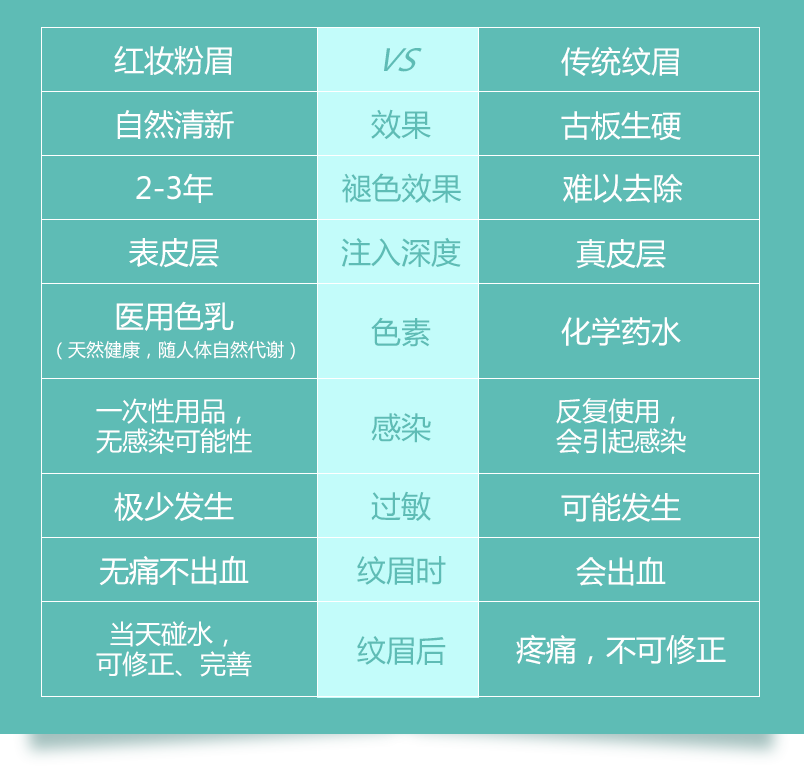 红妆粉眉 VS 传统纹眉
自然清新 效果 古板生硬
2-3年 褪色效果 难以去除
表皮层 注入深度 真皮层
医用色乳
（天然健康，随人体自然代谢）
色素
化学药水
一次性用品，
无感染可能性
感染
反复使用，
会引起感染
极少发生 过敏 可能发生
无痛不出血 纹眉时 会出血
当天碰水，
可修正、完善
纹眉后
疼痛，不可修正